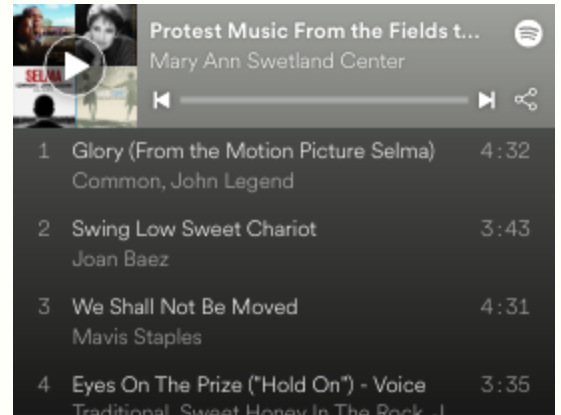 SELMA
Protest Music From the Fields t...
Mary Ann Swetland Center
1 Glory (From the Motion Picture Selma) 4:32
Common, John Legend
2 Swing Low Sweet Chariot 3:43
Joan Baez
3 We Shall Not Be Moved 4:31
Mavis Staples
4 Eyes On The Prize ("Hold On") - Voice 3:35
Traditional, Sweet Honey In The Rock, J